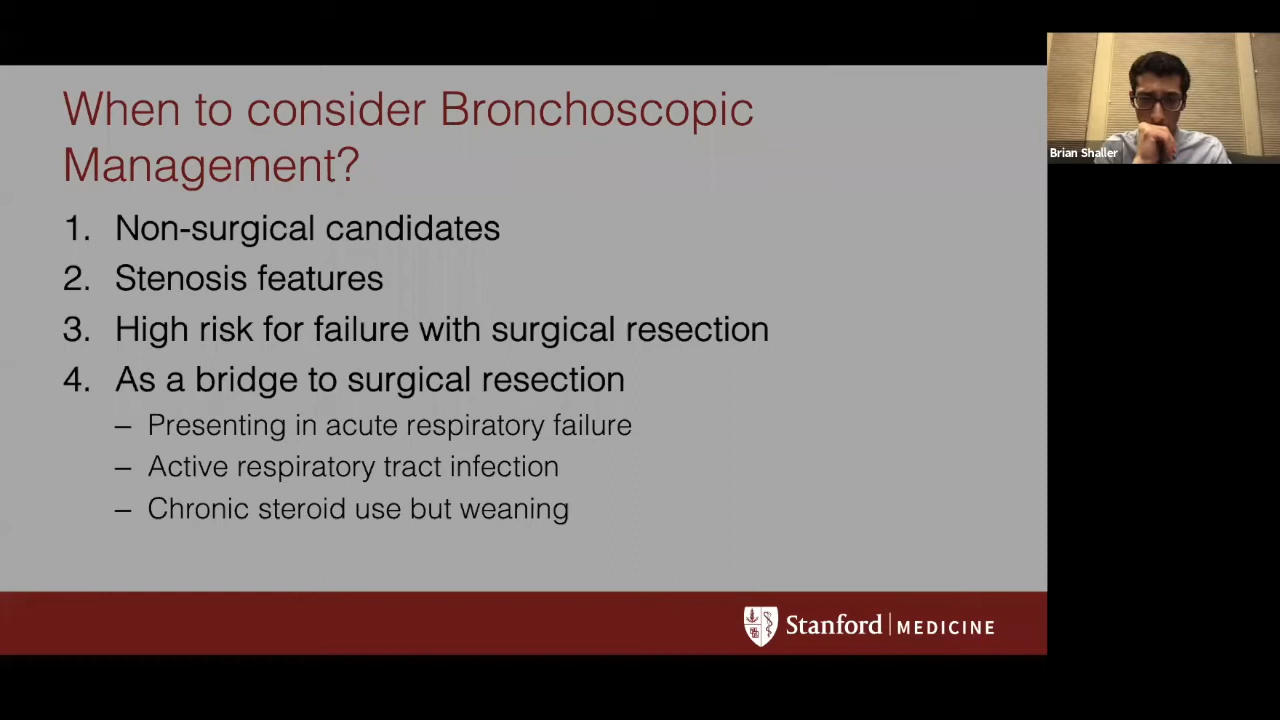 When to consider Bronchoscopic
Management?
1. Non-surgical candidates
2. Stenosis features
3. High risk for failure with surgical resection
4. As a bridge to surgical resection
– Presenting in acute respiratory failure
– Active respiratory tract infection
– Chronic steroid use but weaning
Stanford MEDICINE
Brian Shaller